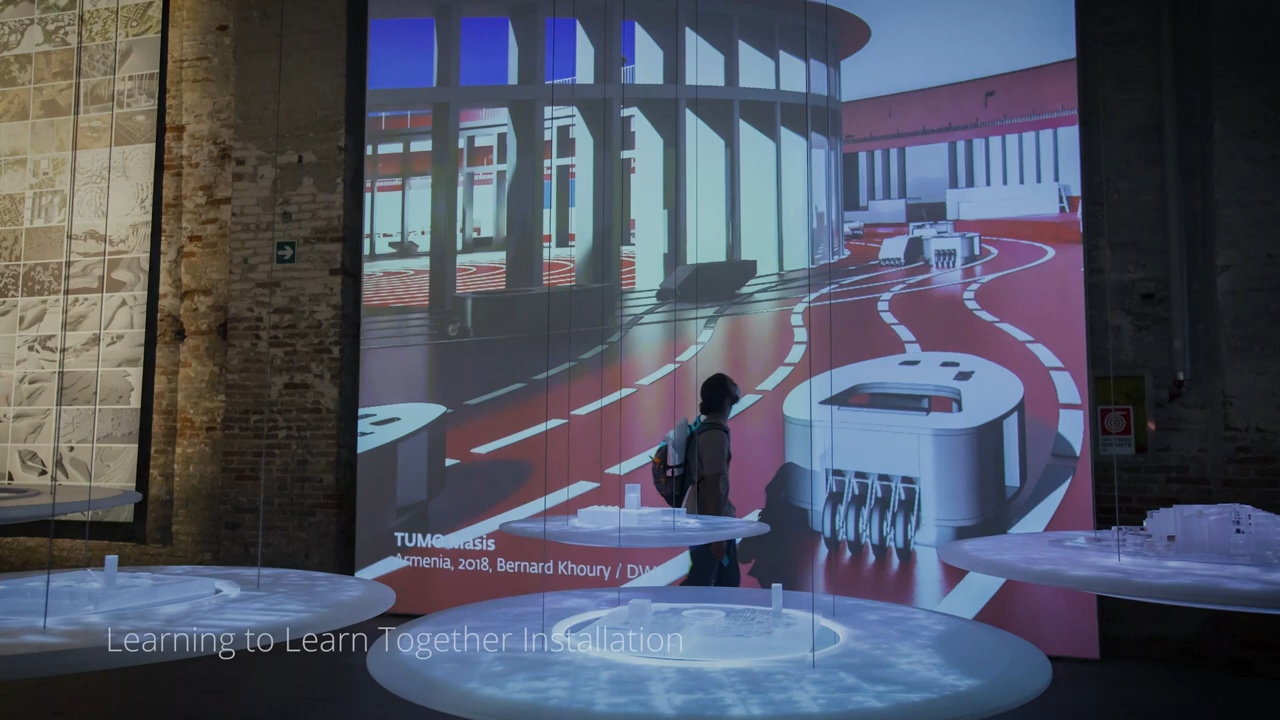 TUMO Oasis
Armenia, 2018, Bernard Khoury / DW
Learning to Learn Together Installation